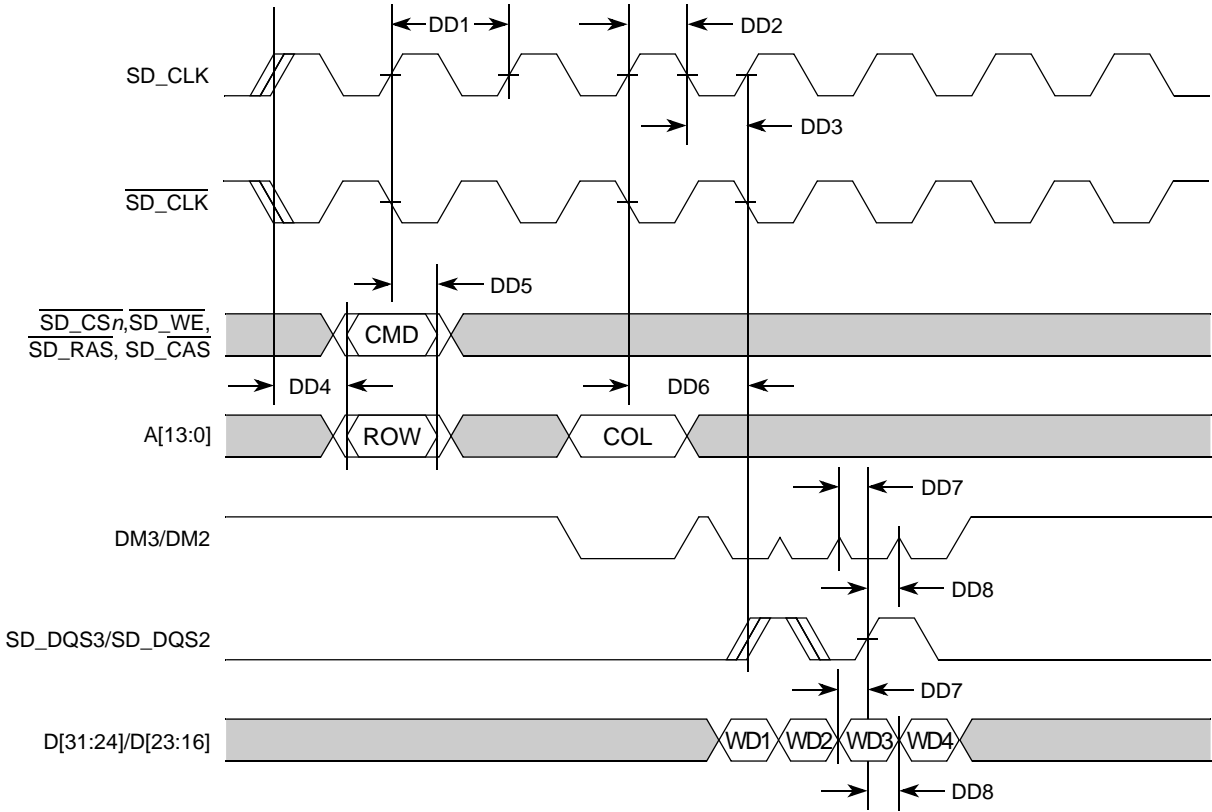 DD1
DD2
SD_CLK
DD3
SD_CLK
DD5
SD_CSn,SD_WE,
SD_RAS, SD_CAS
CMD
DD4
DD6
A[13:0]
ROW
COL
DD7
DM3/DM2
DD8
SD_DQS3/SD_DQS2
DD7
D[31:24]/D[23:16]
WD1
WD2
WD3
WD4
DD8